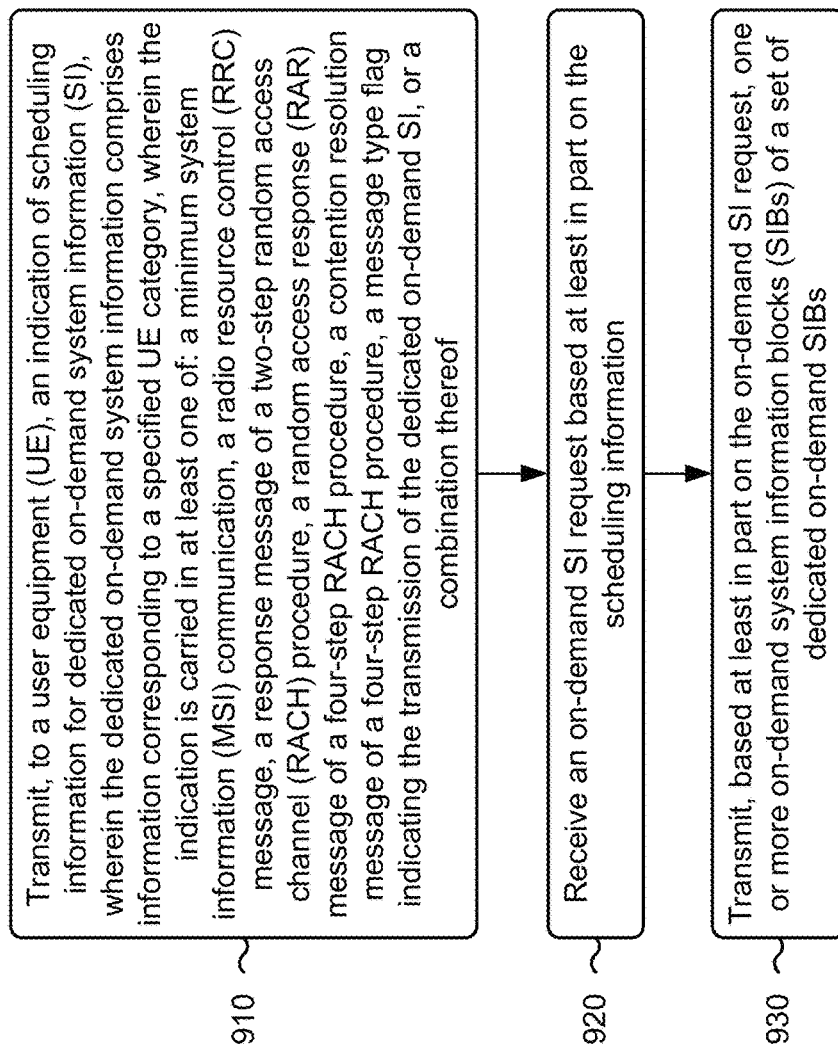 910
Transmit, to a user equipment (UE), an indication of scheduling
information for dedicated on-demand system information (SI),
wherein the dedicated on-demand system information comprises
information corresponding to a specified UE category, wherein the
indication is carried in at least one of: a minimum system
information (MSI) communication, a radio resource control (RRC)
message, a response message of a two-step random access
channel (RACH) procedure, a random access response (RAR)
message of a four-step RACH procedure, a contention resolution
message of a four-step RACH procedure, a message type flag
indicating the transmission of the dedicated on-demand SI, or a
combination thereof
920
Receive an on-demand SI request based at least in part on the
scheduling information
930
Transmit, based at least in part on the on-demand SI request, one
or more on-demand system information blocks (SIBs) of a set of
dedicated on-demand SIBs